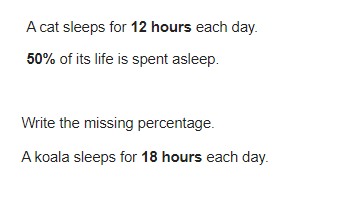 A cat sleeps for 12 hours each day.
50% of its life is spent asleep.
Write the missing percentage.
A koala sleeps for 18 hours each day.